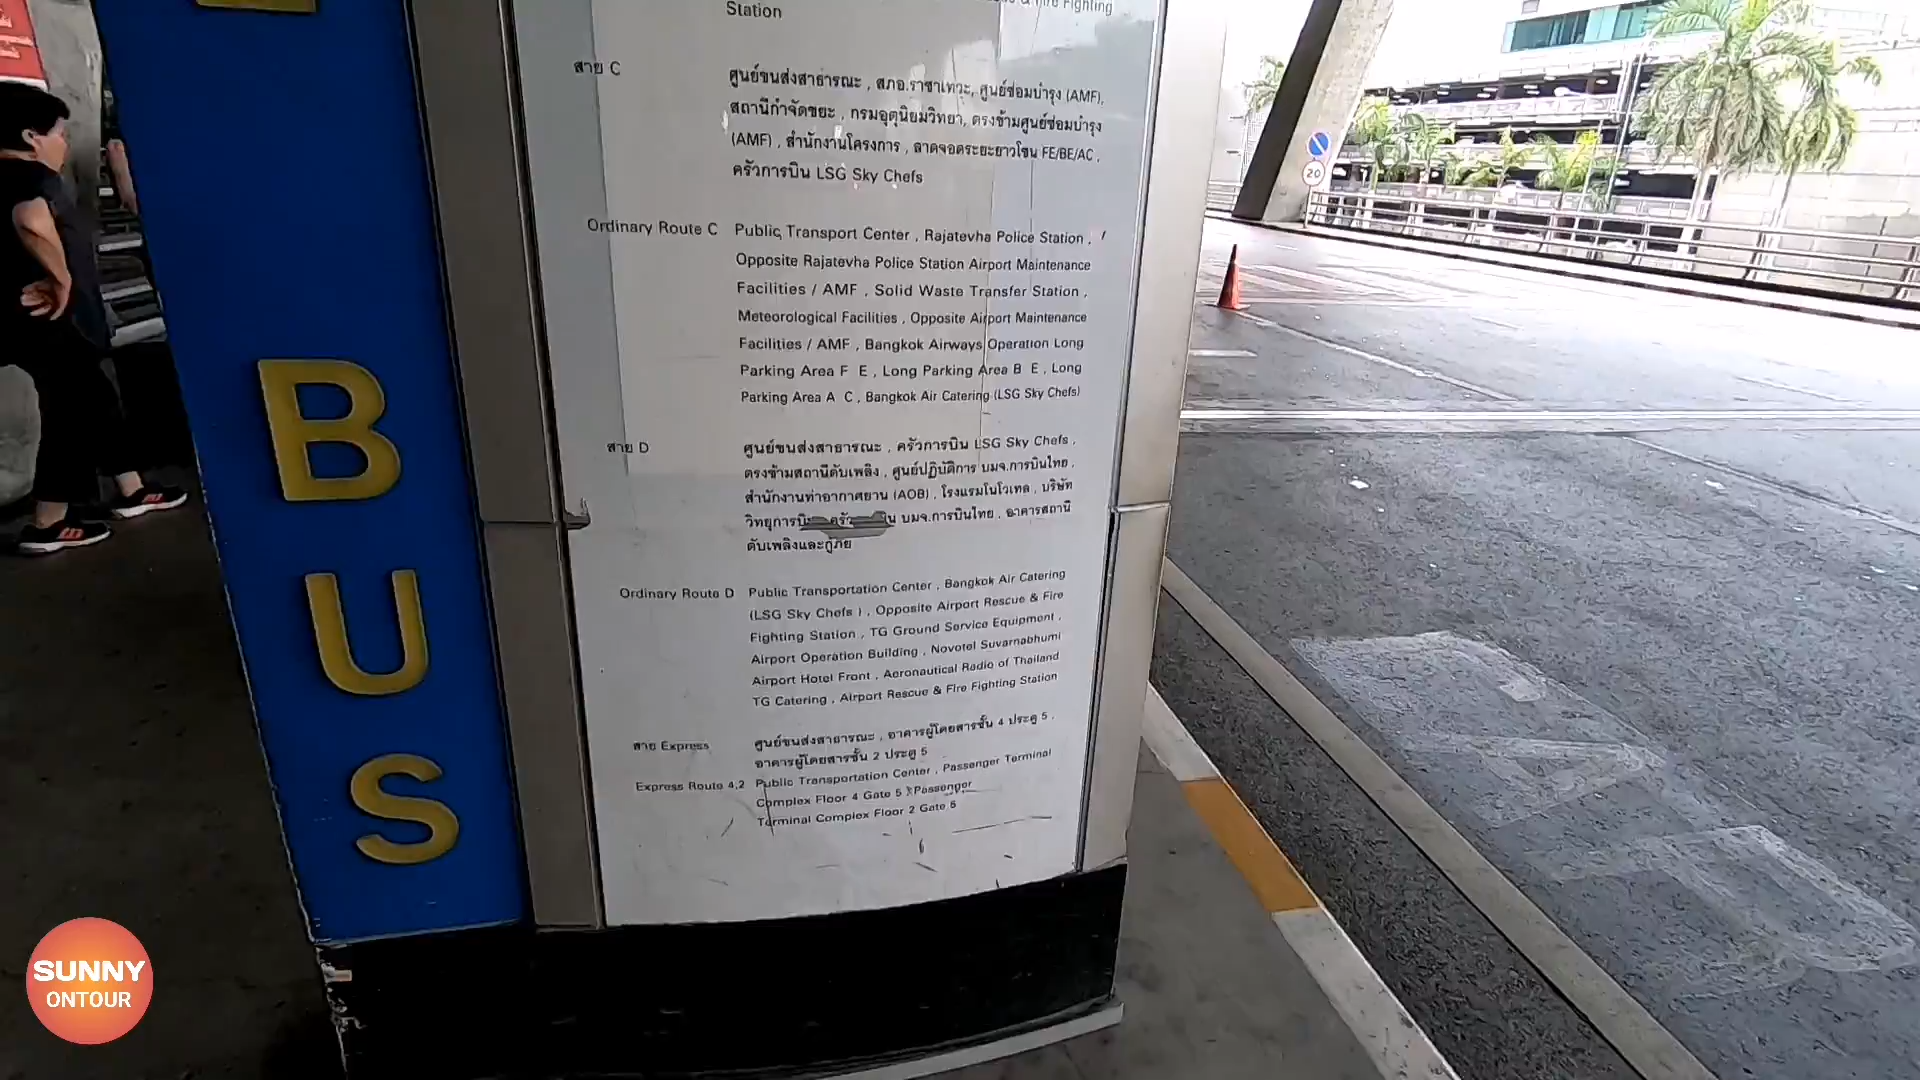 & Fire Fighting
Station
สาย C
ศูนย์ขนส่งสาธารณะ , สภอ.ราชาเทวะ, ศูนย์ซ่อมบำรุง (AMF),
สถานีกำจัดขยะ , กรมอุตุนิยมวิทยา, ตรงข้ามศูนย์ซ่อมบำรุง
(AMF) , สำนักงานโครงการ , ลาดจอดระยะยาวโซน FE/BE/AC ,
ครัวการบิน LSG Sky Chefs
Ordinary Route C
Public Transport Center , Rajatevha Police Station ,
Opposite Rajatevha Police Station Airport Maintenance
Facilities / AMF , Solid Waste Transfer Station ,
Meteorological Facilities , Opposite Airport Maintenance
Facilities / AMF , Bangkok Airways Operation Long
Parking Area F E , Long Parking Area B E , Long
Parking Area A C , Bangkok Air Catering (LSG Sky Chefs)
สาย D
ศูนย์ขนส่งสาธารณะ , ครัวการบิน LSG Sky Chefs ,
ตรงข้ามสถานีดับเพลิง , ศูนย์ปฏิบัติการ บมจ.การบินไทย ,
สำนักงานท่าอากาศยาน (AOB) , โรงแรมโนโวเทล , บริษัท
วิทยุการบิน ครัว บมจ.การบินไทย , อาคารสถานี
ดับเพลิงและกู้ภัย
Ordinary Route D
Public Transportation Center , Bangkok Air Catering
(LSG Sky Chefs ) , Opposite Airport Rescue & Fire
Fighting Station , TG Ground Service Equipment ,
Airport Operation Building , Novotel Suvarnabhumi
Airport Hotel Front , Aeronautical Radio of Thailand
TG Catering , Airport Rescue & Fire Fighting Station
สาย Express
ศูนย์ขนส่งสาธารณะ , อาคารผู้โดยสารชั้น 4 ประตู 5 ,
อาคารผู้โดยสารชั้น 2 ประตู 5
Express Route 4,2
Public Transportation Center , Passenger Terminal
Complex Floor 4 Gate 5 , Passenger
Terminal Complex Floor 2 Gate 5
BUS
20
SUNNY
ONTOUR